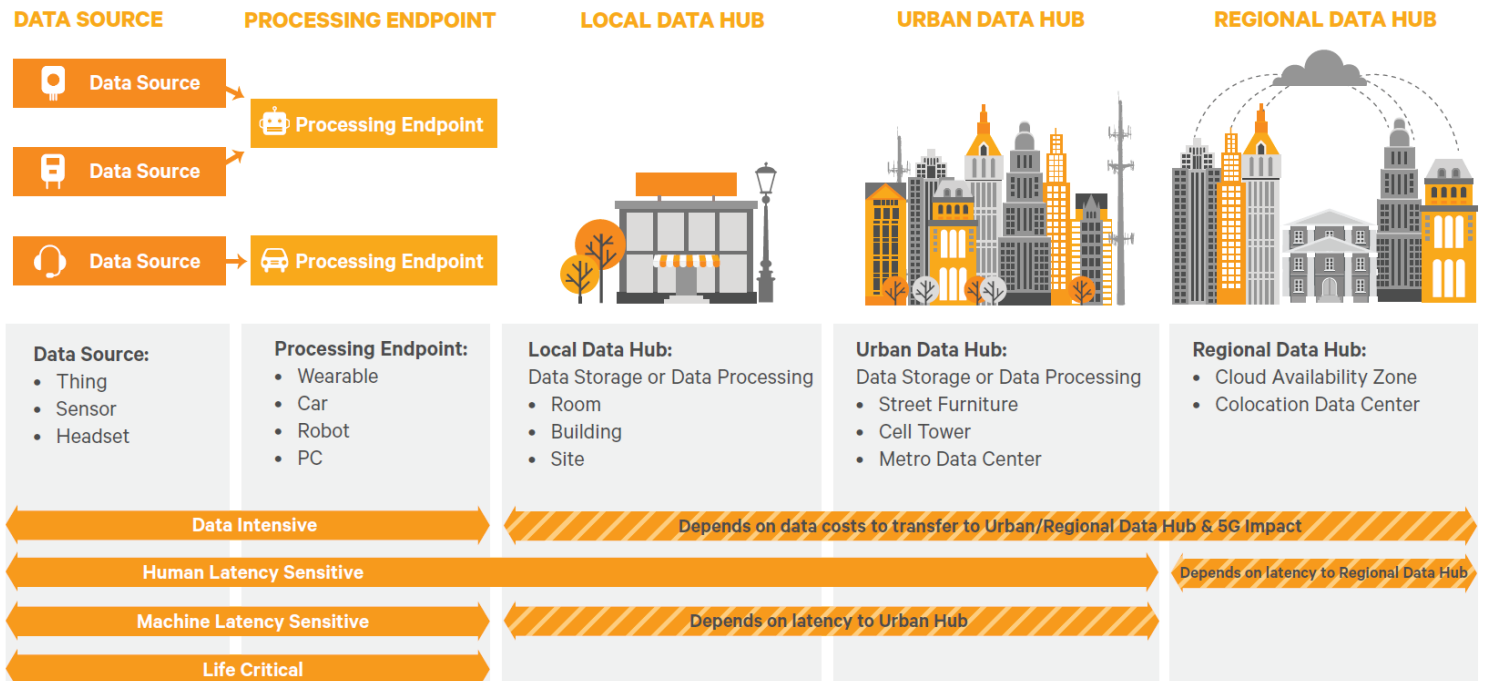 DATA SOURCE
PROCESSING ENDPOINT
LOCAL DATA HUB
URBAN DATA HUB
REGIONAL DATA HUB
Data Source
Processing Endpoint
Data Source
Data Source
Processing Endpoint
Data Source:
• Thing
• Sensor
• Headset
Processing Endpoint:
• Wearable
• Car
• Robot
• PC
Local Data Hub:
Data Storage or Data Processing
• Room
• Building
• Site
Urban Data Hub:
Data Storage or Data Processing
• Street Furniture
• Cell Tower
• Metro Data Center
Regional Data Hub:
• Cloud Availability Zone
• Colocation Data Center
Data Intensive
Depends on data costs to transfer to Urban/Regional Data Hub & 5G Impact
Human Latency Sensitive
Depends on latency to Regional Data Hub
Machine Latency Sensitive
Depends on latency to Urban Hub
Life Critical